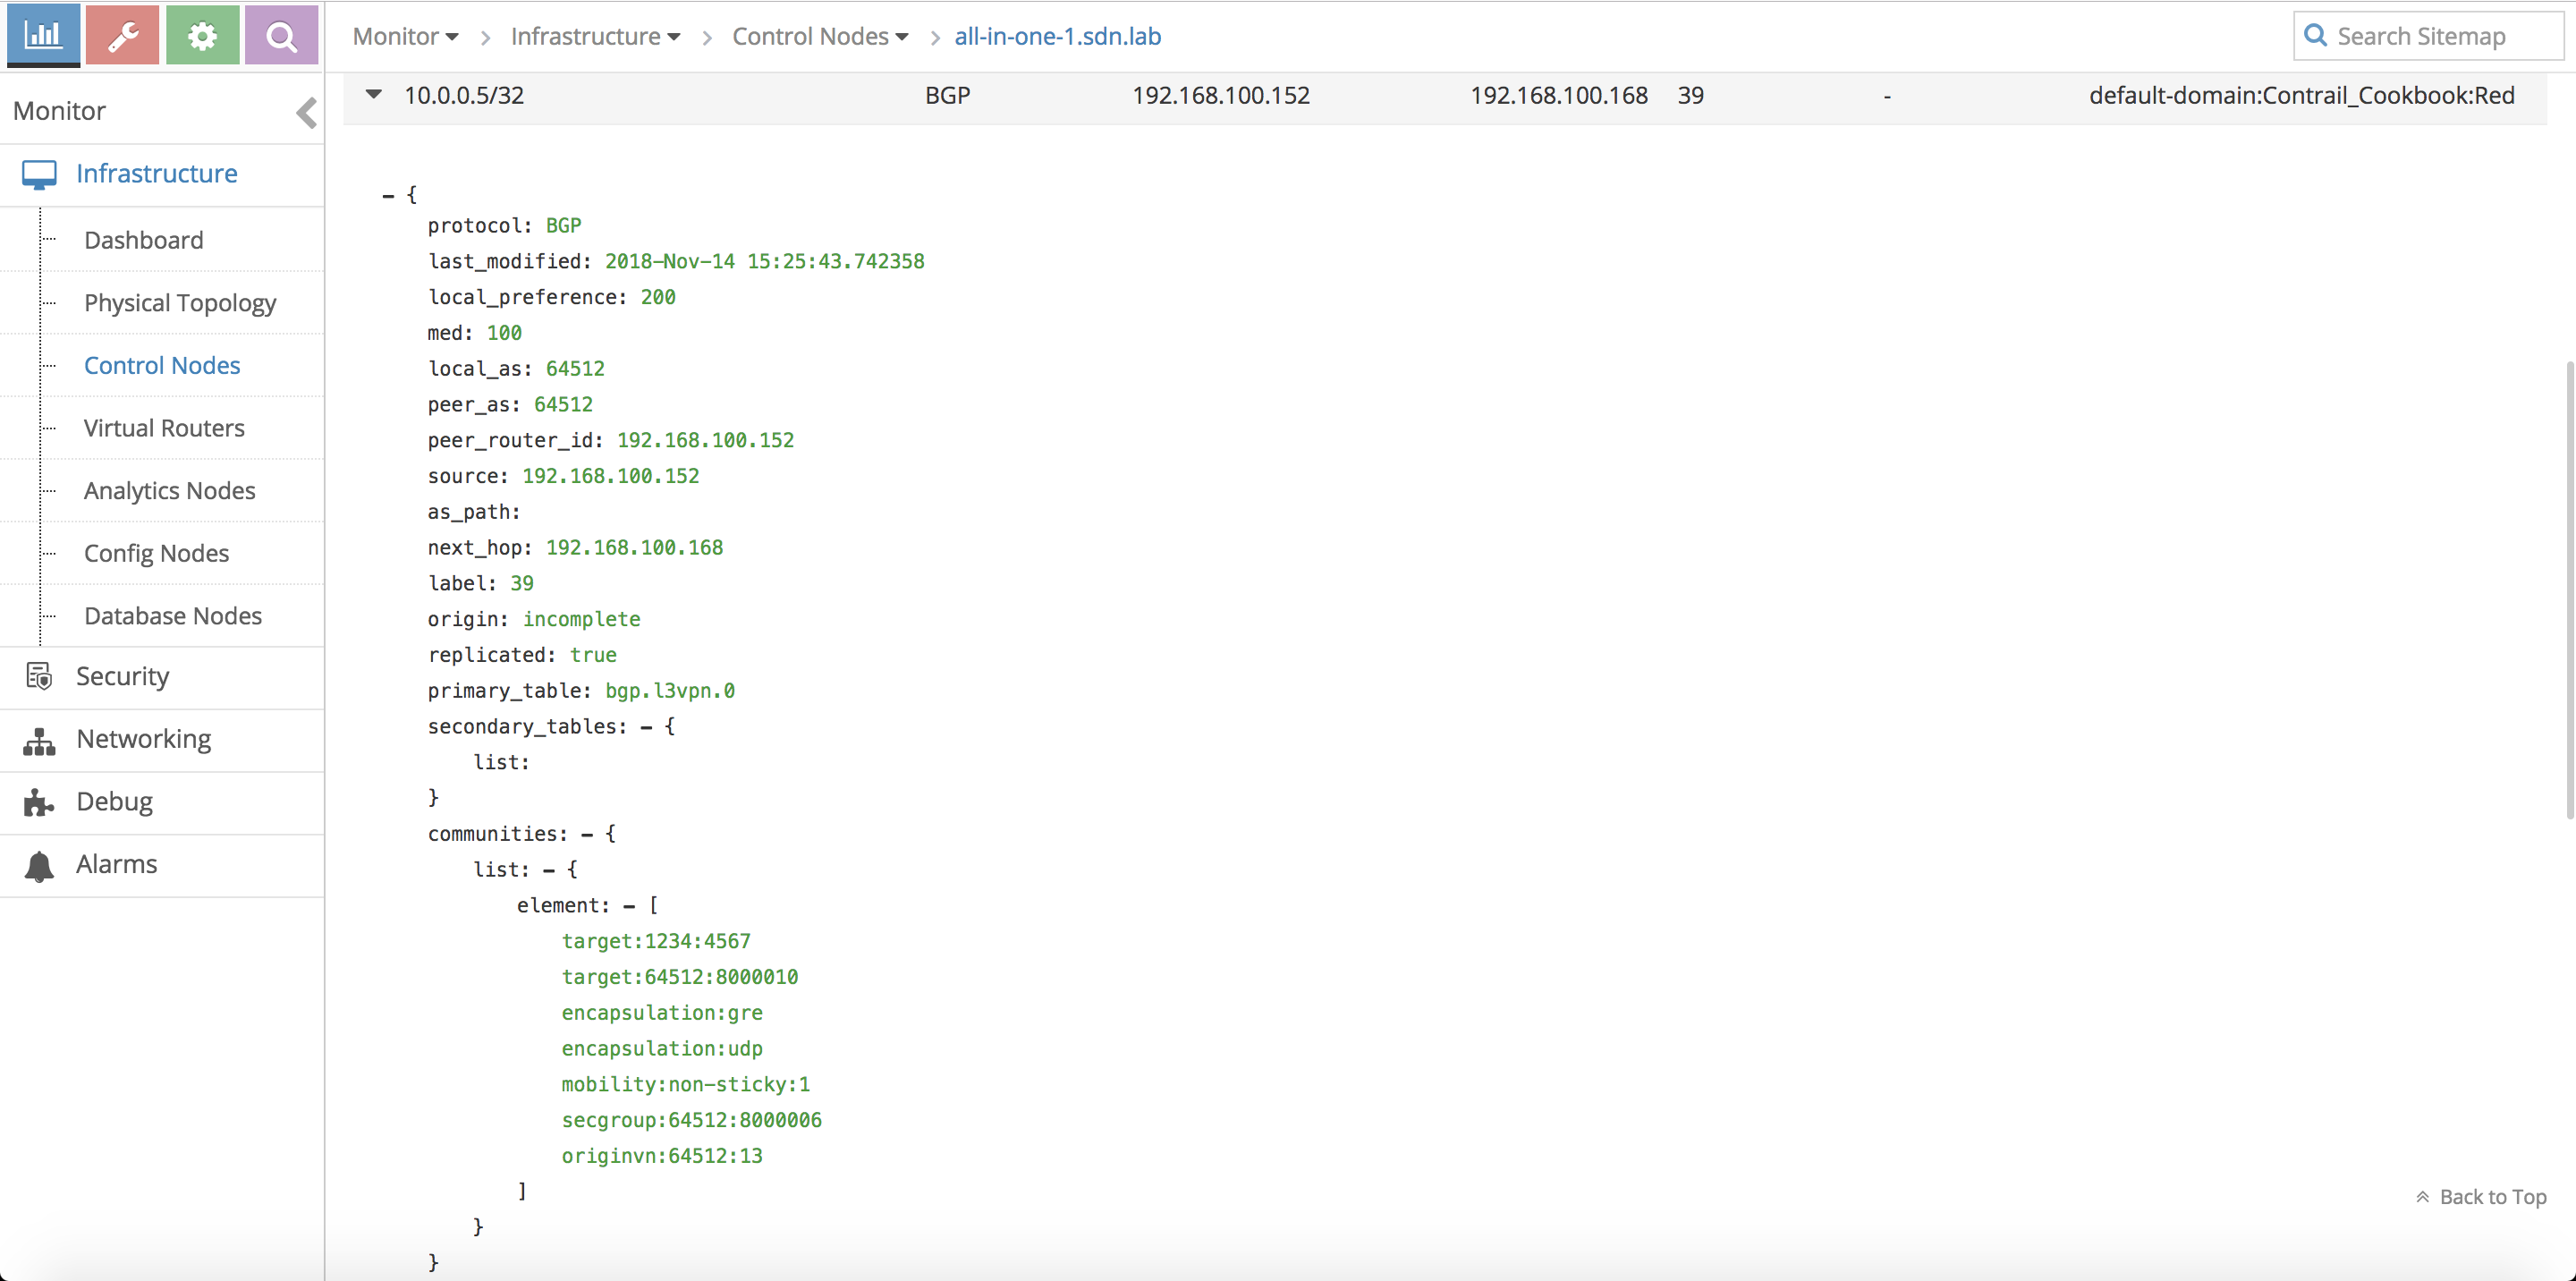 Monitor > Infrastructure > Control Nodes > all-in-one-1.sdn.lab
Search Sitemap
Monitor
Infrastructure
Dashboard
Physical Topology
Control Nodes
Virtual Routers
Analytics Nodes
Config Nodes
Database Nodes
Security
Networking
Debug
Alarms
10.0.0.5/32 BGP 192.168.100.152 192.168.100.168 39 - default-domain:Contrail_Cookbook:Red
– {
protocol: BGP
last_modified: 2018-Nov-14 15:25:43.742358
local_preference: 200
med: 100
local_as: 64512
peer_as: 64512
peer_router_id: 192.168.100.152
source: 192.168.100.152
as_path:
next_hop: 192.168.100.168
label: 39
origin: incomplete
replicated: true
primary_table: bgp.l3vpn.0
secondary_tables: – {
list:
}
communities: – {
list: – {
element: – [
target:1234:4567
target:64512:8000010
encapsulation:gre
encapsulation:udp
mobility:non-sticky:1
secgroup:64512:8000006
originvn:64512:13
]
}
}
Back to Top